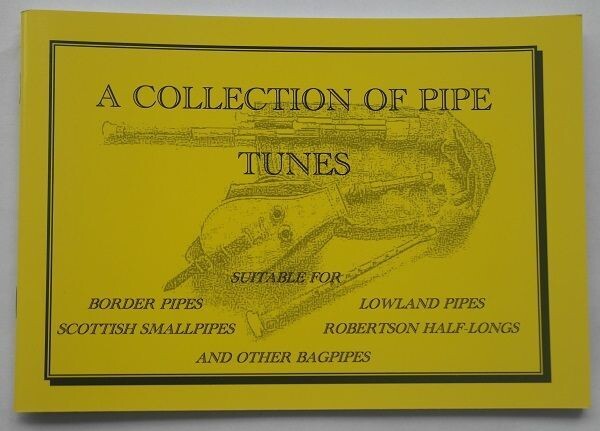 A COLLECTION OF PIPE
TUNES
SUITABLE FOR
BORDER PIPES
LOWLAND PIPES
SCOTTISH SMALLPIPES
ROBERTSON HALF-LONGS
AND OTHER BAGPIPES